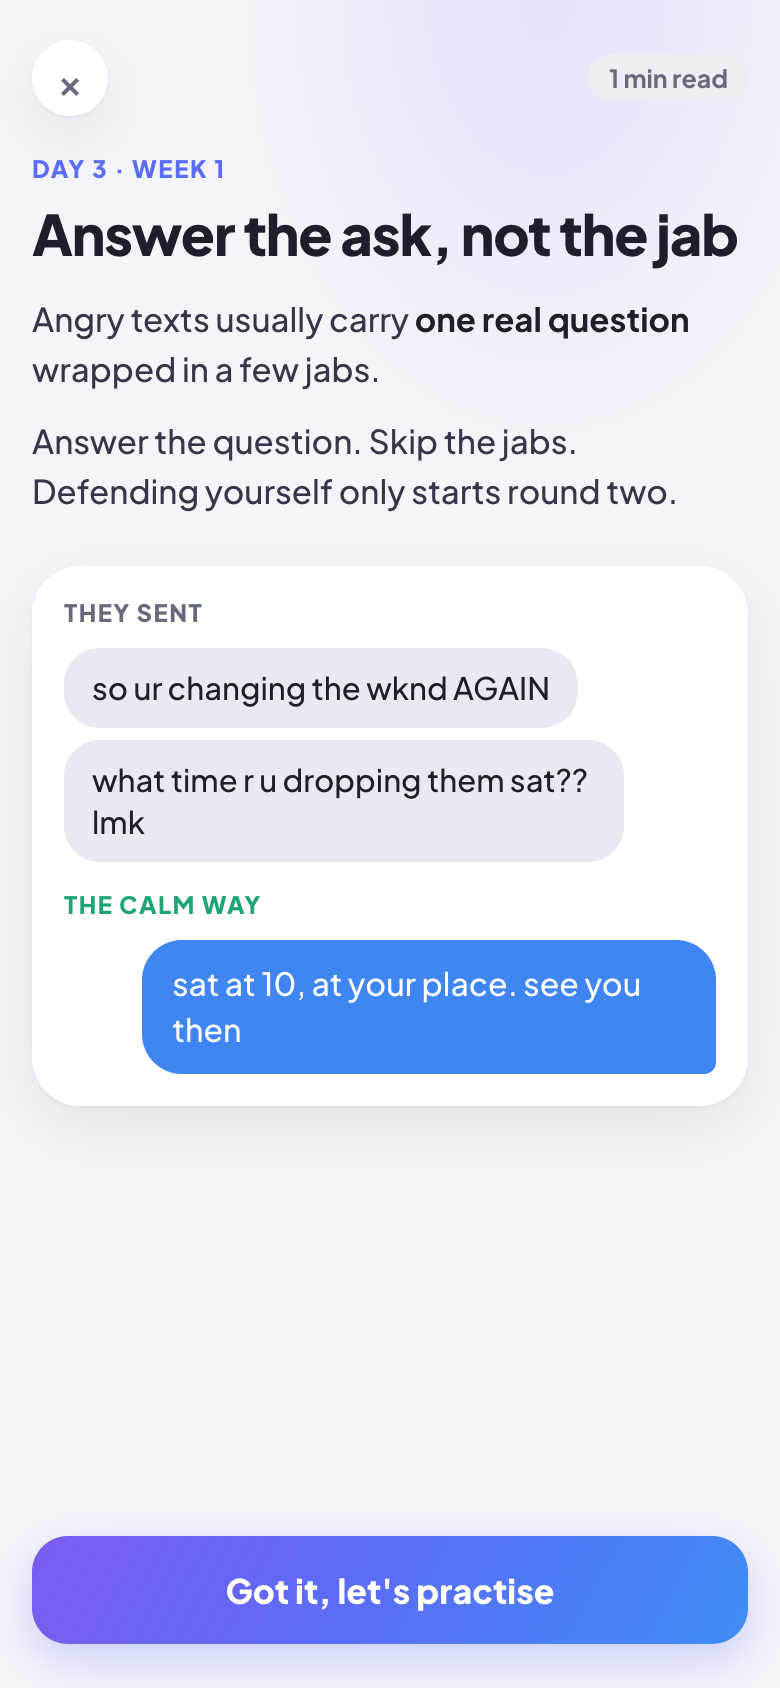 ×
1 min read
DAY 3 · WEEK 1
Answer the ask, not the jab
Angry texts usually carry one real question
wrapped in a few jabs.
Answer the question. Skip the jabs.
Defending yourself only starts round two.
THEY SENT
so ur changing the wknd AGAIN
what time r u dropping them sat??
lmk
THE CALM WAY
sat at 10, at your place. see you
then
Got it, let's practise